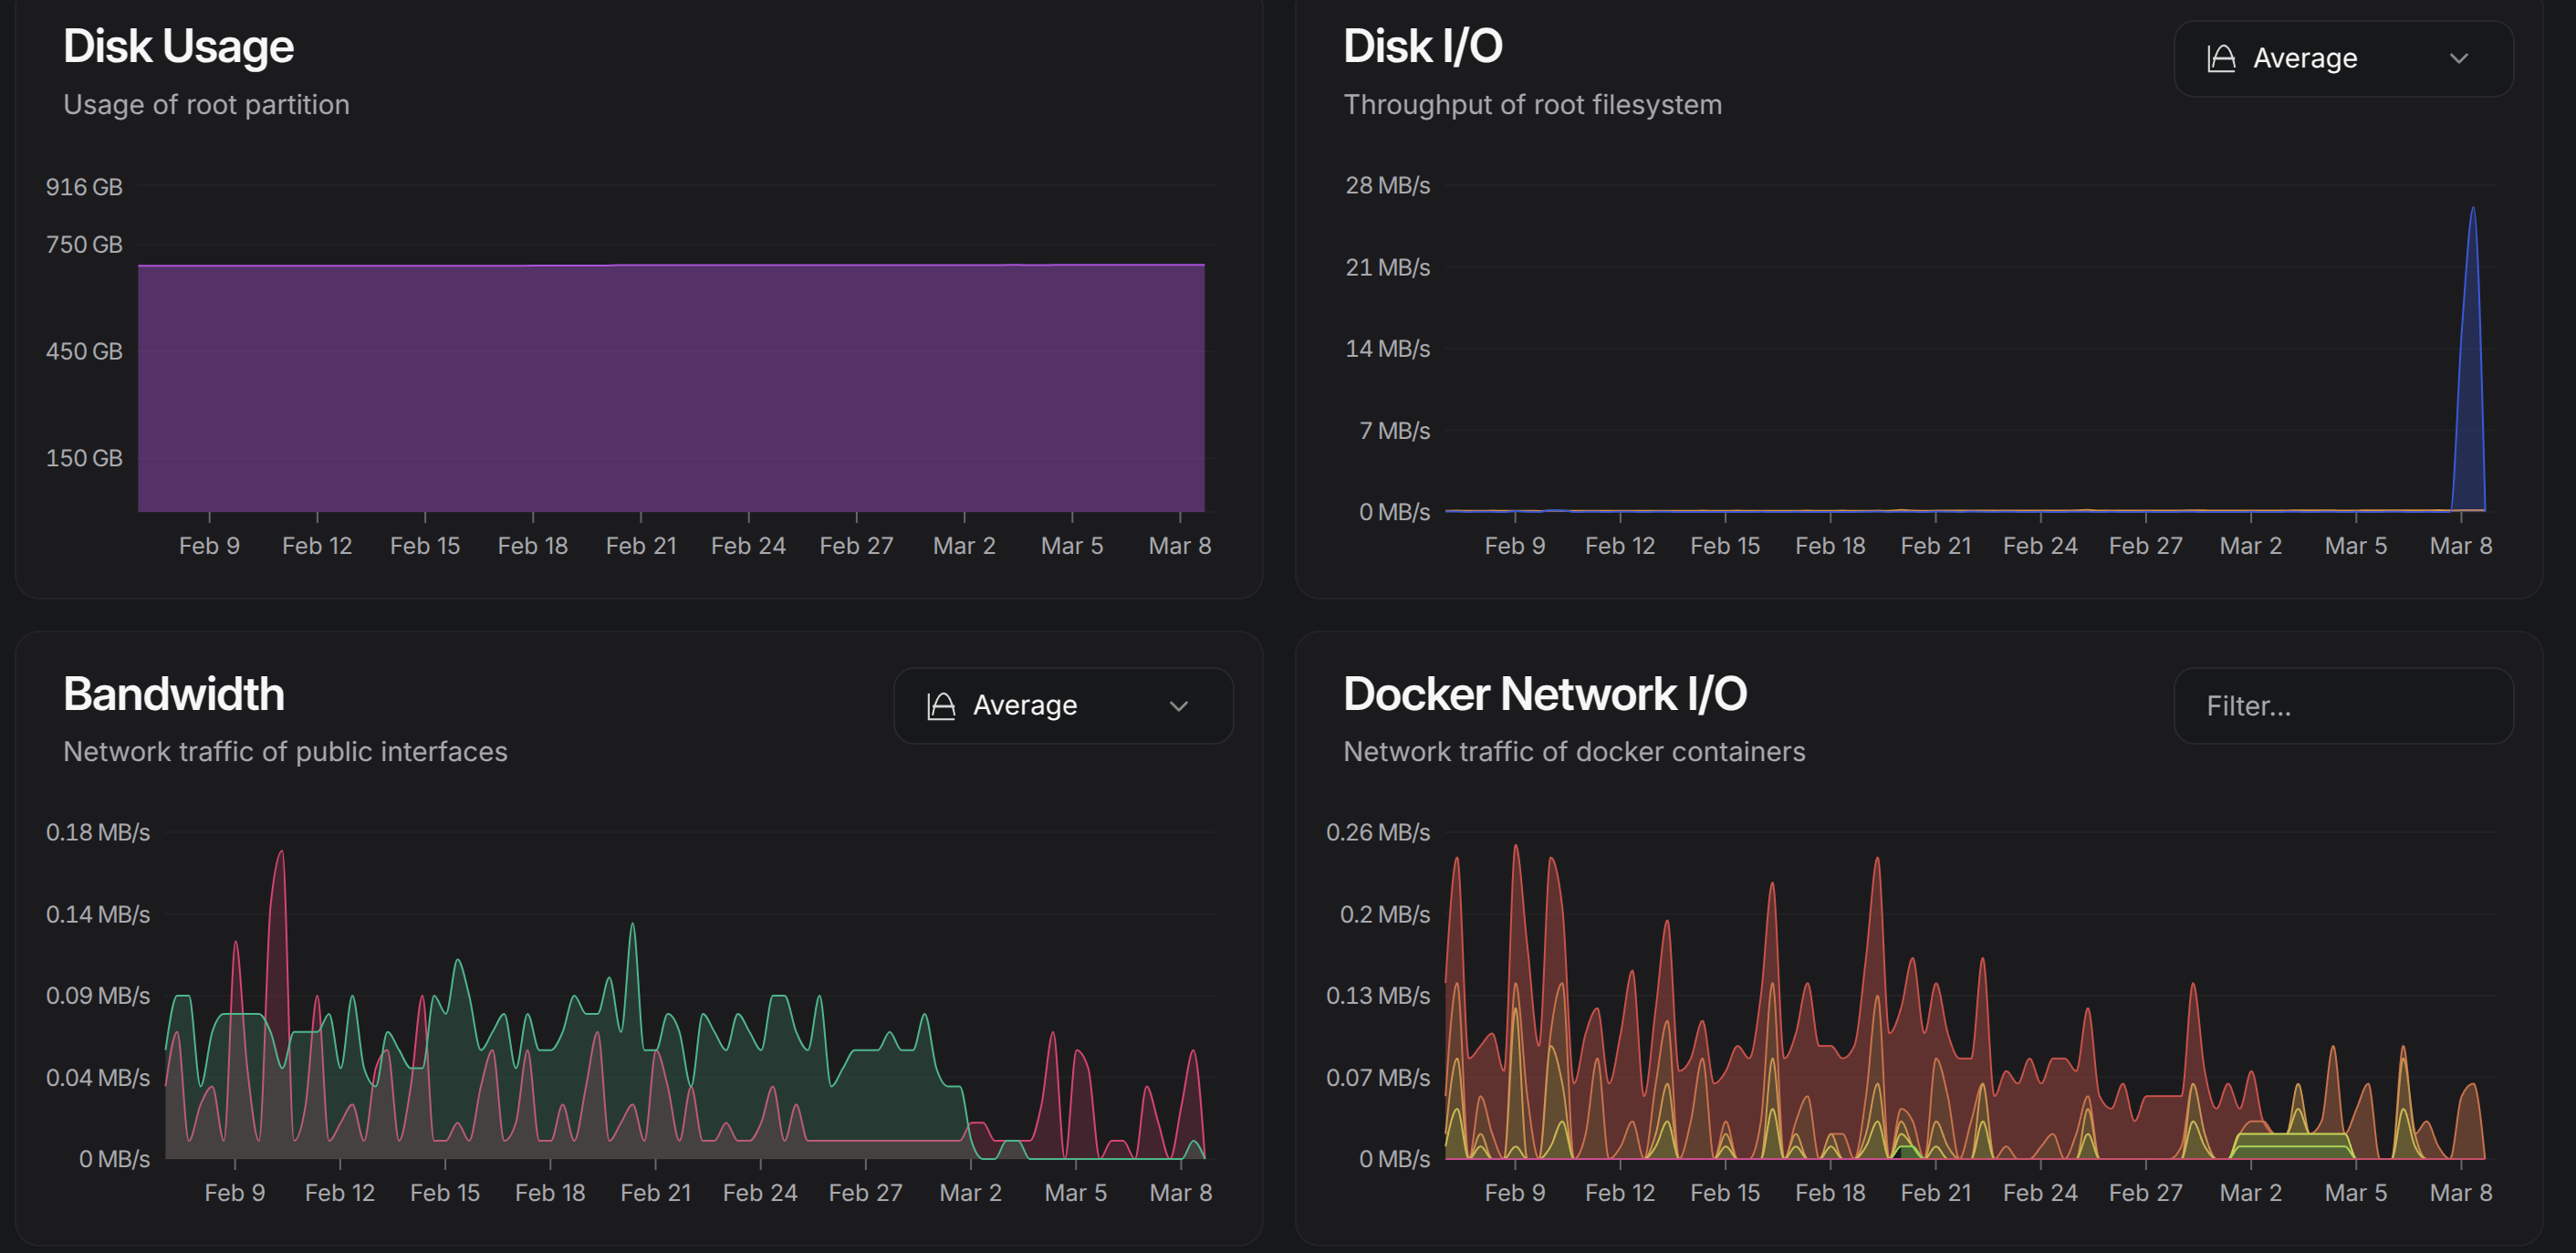 Disk Usage
Usage of root partition
916 GB
750 GB
450 GB
150 GB
Feb 9 Feb 12 Feb 15 Feb 18 Feb 21 Feb 24 Feb 27 Mar 2 Mar 5 Mar 8
Disk I/O
Throughput of root filesystem
Average
28 MB/s
21 MB/s
14 MB/s
7 MB/s
0 MB/s
Feb 9 Feb 12 Feb 15 Feb 18 Feb 21 Feb 24 Feb 27 Mar 2 Mar 5 Mar 8
Bandwidth
Network traffic of public interfaces
Average
0.18 MB/s
0.14 MB/s
0.09 MB/s
0.04 MB/s
0 MB/s
Feb 9 Feb 12 Feb 15 Feb 18 Feb 21 Feb 24 Feb 27 Mar 2 Mar 5 Mar 8
Docker Network I/O
Network traffic of docker containers
Filter...
0.26 MB/s
0.2 MB/s
0.13 MB/s
0.07 MB/s
0 MB/s
Feb 9 Feb 12 Feb 15 Feb 18 Feb 21 Feb 24 Feb 27 Mar 2 Mar 5 Mar 8